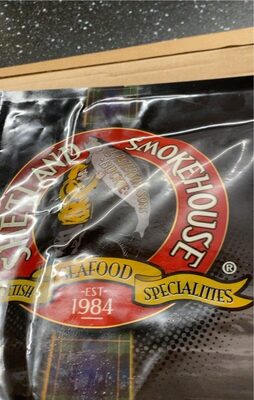 SHETLAND
SMOKEHOUSE
®
SEAFOOD
SPECIALITIES
EST
1984